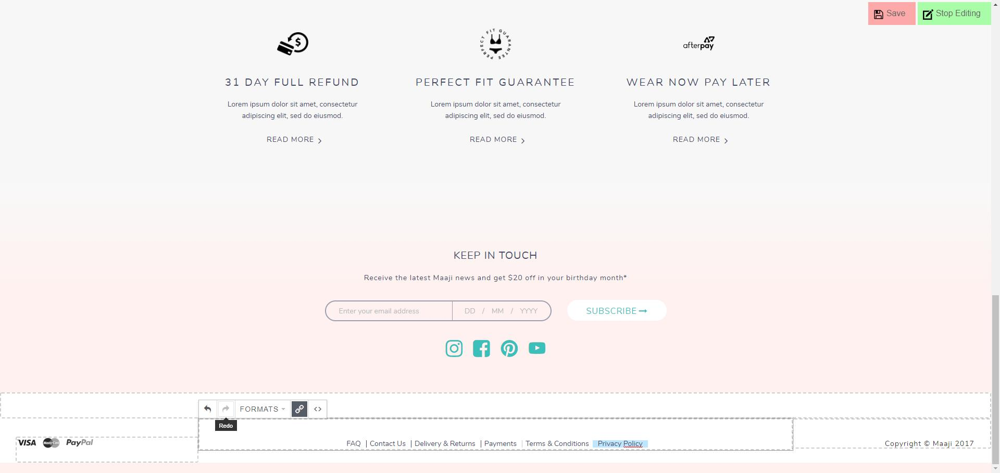 Save
Stop Editing
PERFECT FIT GUARANTEE
afterpay
31 DAY FULL REFUND
PERFECT FIT GUARANTEE
WEAR NOW PAY LATER
Lorem ipsum dolor sit amet, consectetur
adipiscing elit, sed do eiusmod.
Lorem ipsum dolor sit amet, consectetur
adipiscing elit, sed do eiusmod.
Lorem ipsum dolor sit amet, consectetur
adipiscing elit, sed do eiusmod.
READ MORE
READ MORE
READ MORE
KEEP IN TOUCH
Receive the latest Maaji news and get $20 off in your birthday month*
Enter your email address
DD / MM / YYYY
SUBSCRIBE
FORMATS
Redo
VISA MasterCard PayPal
FAQ | Contact Us | Delivery & Returns | Payments | Terms & Conditions Privacy Policy
Copyright © Maaji 2017